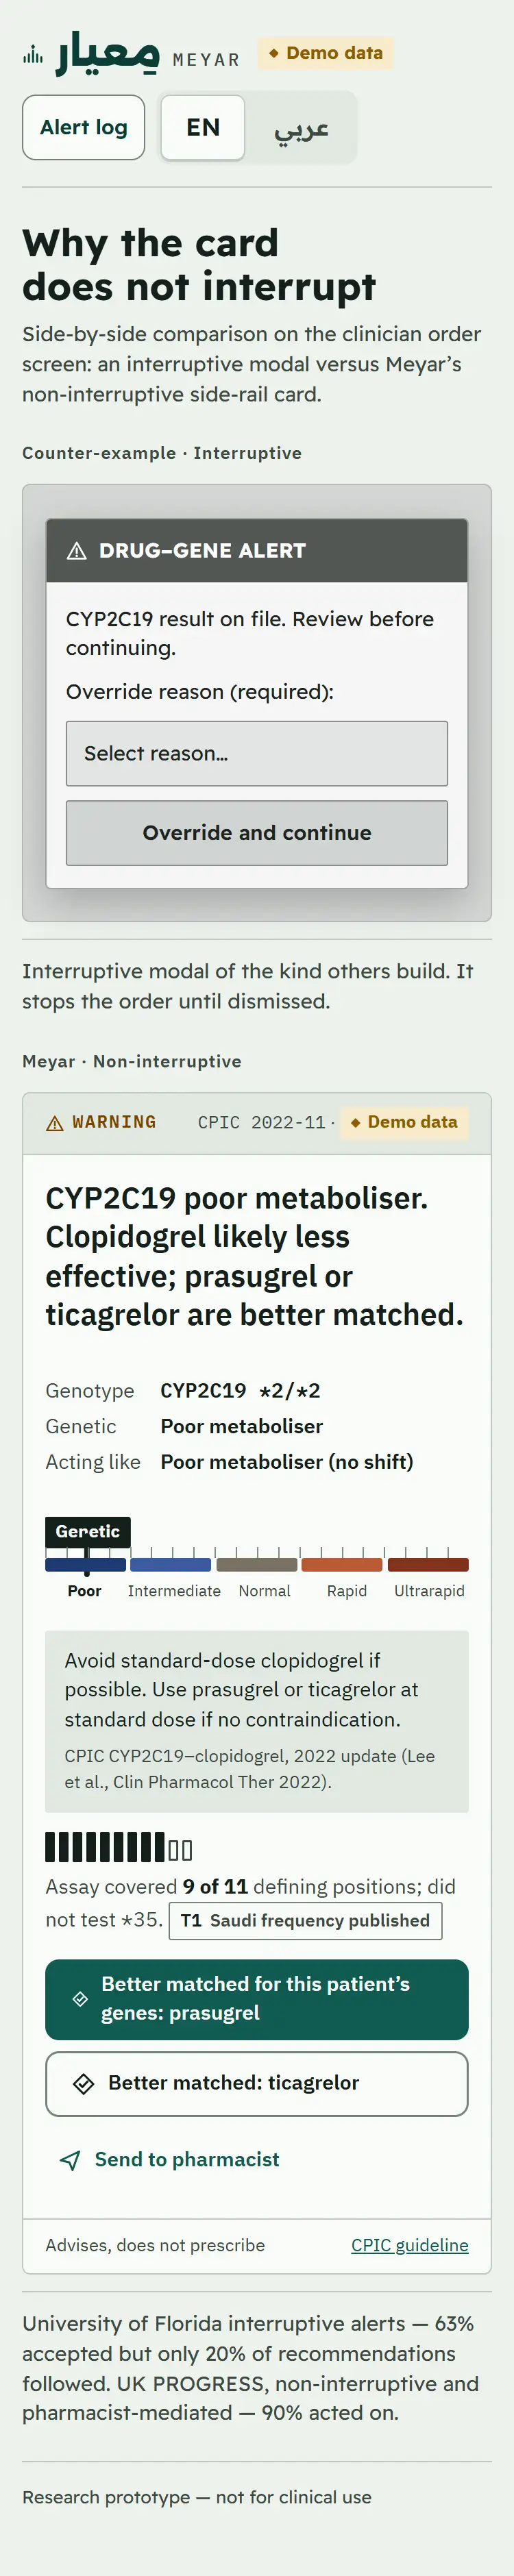 مِعيار MEYAR ◆ Demo data
Alert log EN عربي
Why the card
does not interrupt
Side-by-side comparison on the clinician order
screen: an interruptive modal versus Meyar’s
non-interruptive side-rail card.
Counter-example · Interruptive
DRUG–GENE ALERT
CYP2C19 result on file. Review before
continuing.
Override reason (required):
Select reason…
Override and continue
Interruptive modal of the kind others build. It
stops the order until dismissed.
Meyar · Non-interruptive
WARNING CPIC 2022-11 · ◆ Demo data
CYP2C19 poor metaboliser.
Clopidogrel likely less
effective; prasugrel or
ticagrelor are better matched.
Genotype CYP2C19 *2/*2
Genetic Poor metaboliser
Acting like Poor metaboliser (no shift)
Genetic
Poor Intermediate Normal Rapid Ultrarapid
Avoid standard-dose clopidogrel if
possible. Use prasugrel or ticagrelor at
standard dose if no contraindication.
CPIC CYP2C19–clopidogrel, 2022 update (Lee
et al., Clin Pharmacol Ther 2022).
Assay covered 9 of 11 defining positions; did
not test *35. T1 Saudi frequency published
Better matched for this patient’s
genes: prasugrel
Better matched: ticagrelor
Send to pharmacist
Advises, does not prescribe CPIC guideline
University of Florida interruptive alerts — 63%
accepted but only 20% of recommendations
followed. UK PROGRESS, non-interruptive and
pharmacist-mediated — 90% acted on.
Research prototype — not for clinical use